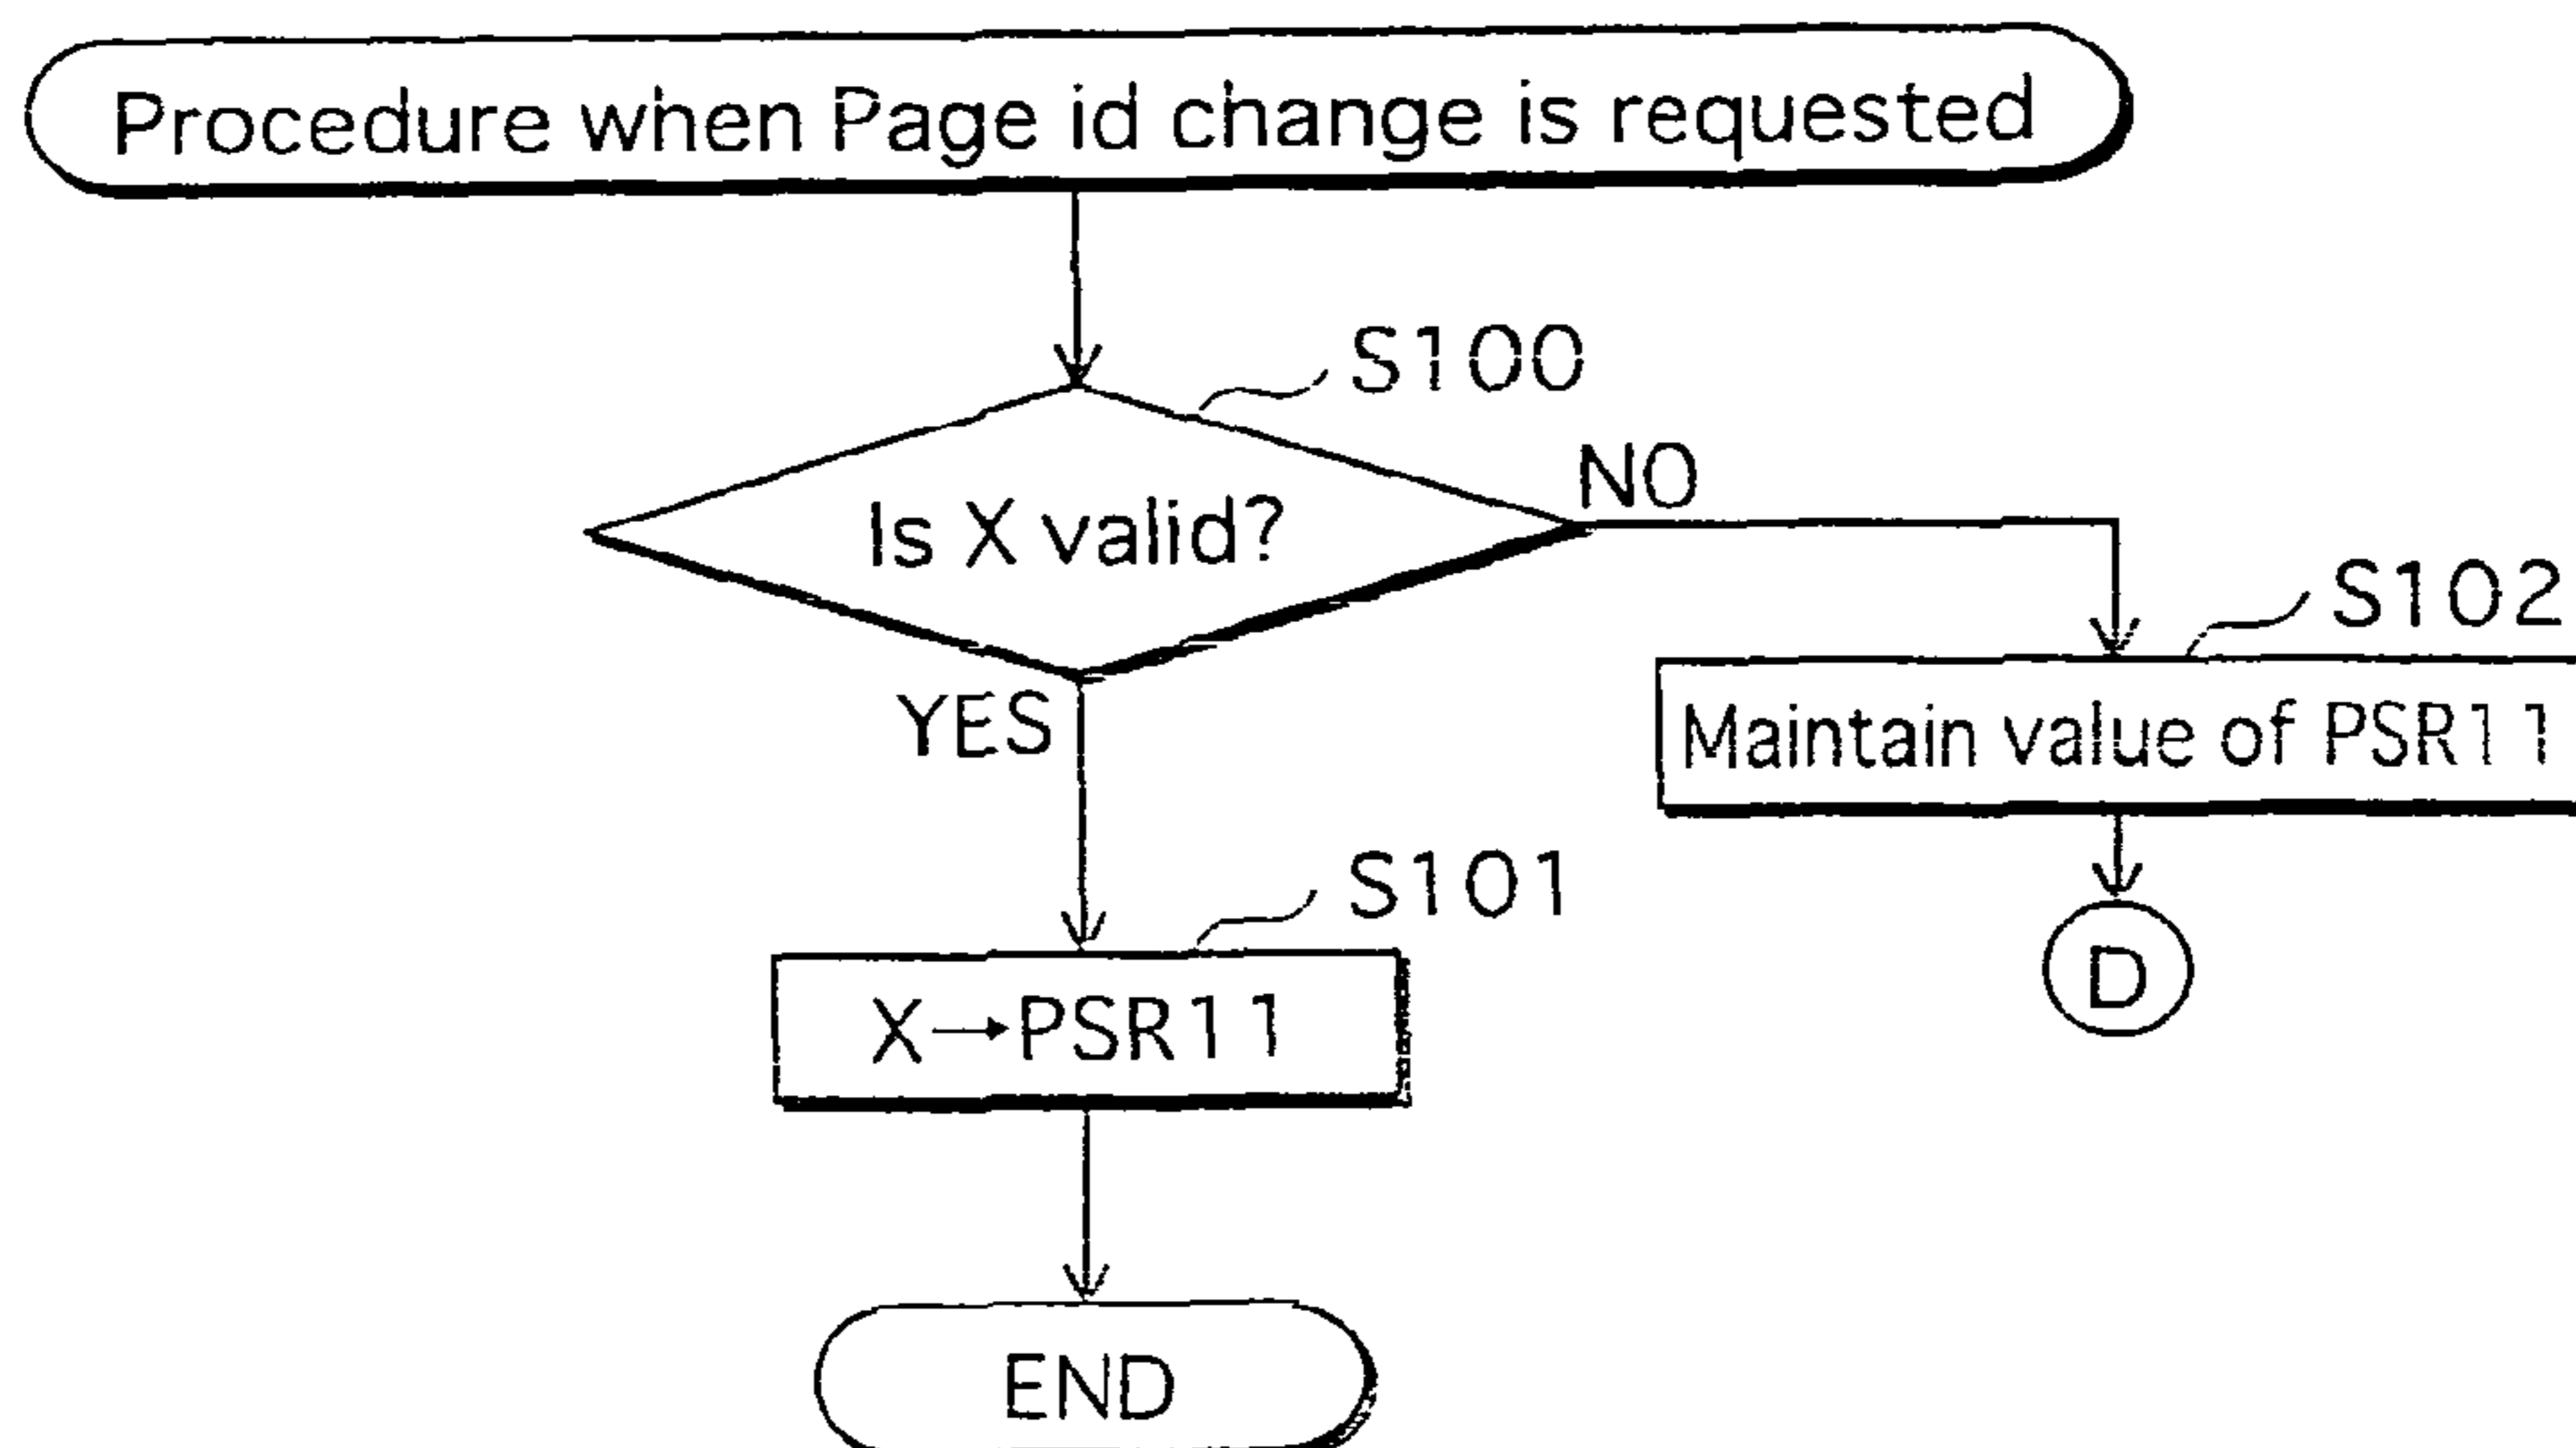 Procedure when Page id change is requested
S100
Is X valid?
NO
S102
Maintain value of PSR11
YES
S101
X→PSR11
D
END